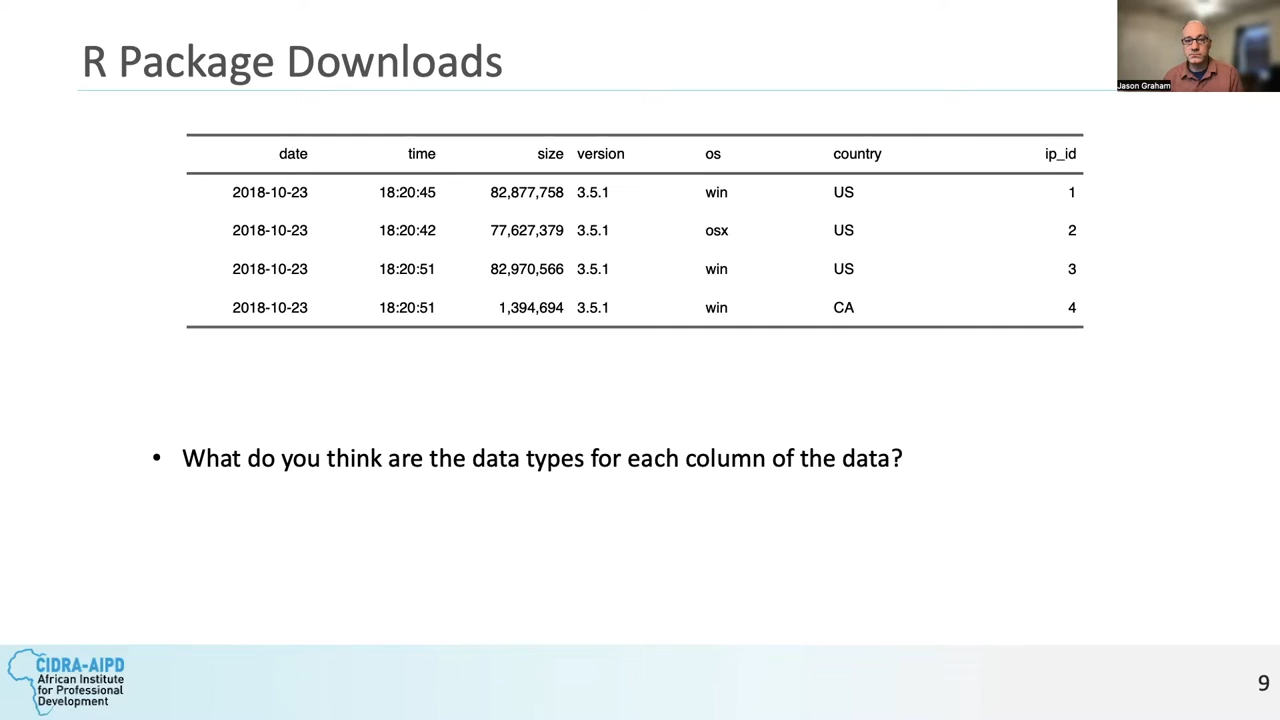 R Package Downloads
Jason Graham
date time size version os country ip_id
2018-10-23 18:20:45 82,877,758 3.5.1 win US 1
2018-10-23 18:20:42 77,627,379 3.5.1 osx US 2
2018-10-23 18:20:51 82,970,566 3.5.1 win US 3
2018-10-23 18:20:51 1,394,694 3.5.1 win CA 4
• What do you think are the data types for each column of the data?
CIDRA-AIPD
African Institute
for Professional
Development
9